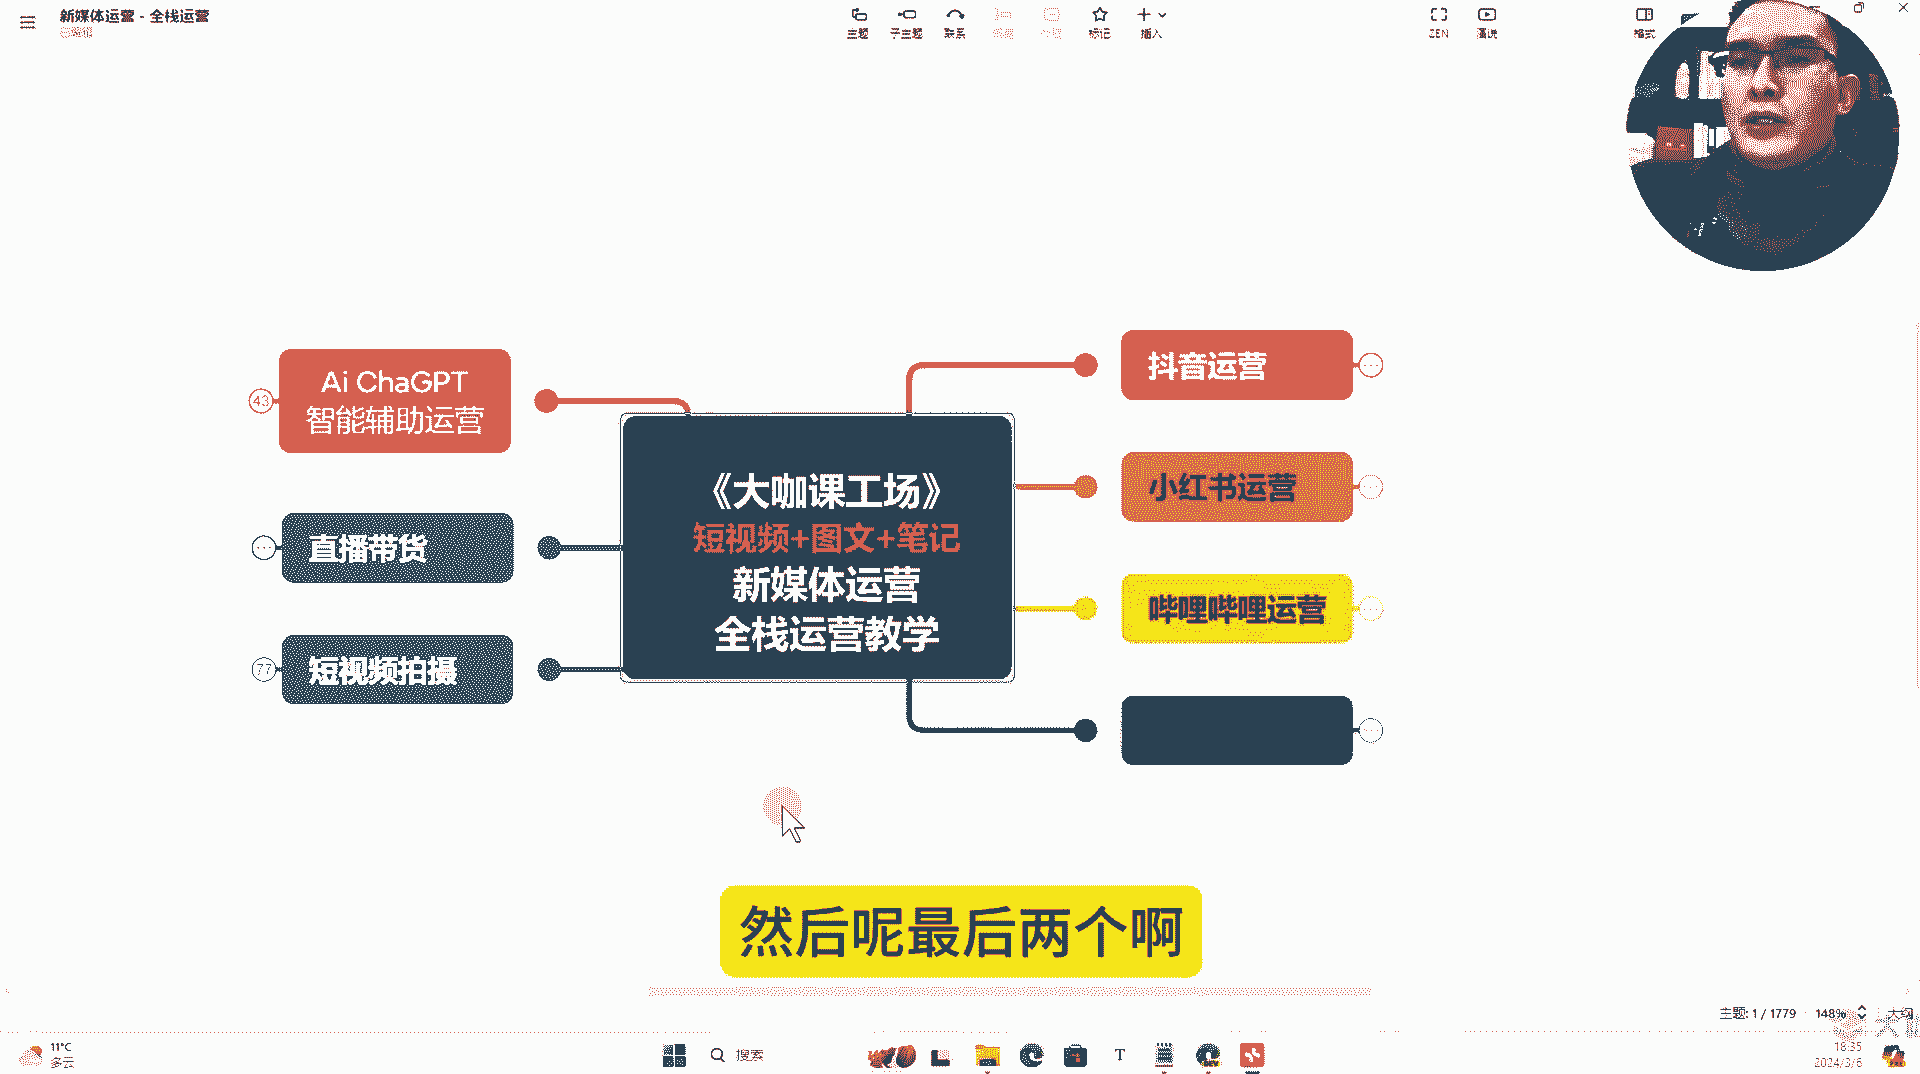 新媒体运营 - 全栈运营
已编辑
主题
子主题
联系
标记
插入
ZEN
演说
格式
Ai ChaGPT
智能辅助运营
43
直播带货
77
短视频拍摄
《大咖课工场》
短视频+图文+笔记
新媒体运营
全栈运营教学
抖音运营
小红书运营
哔哩哔哩运营
然后呢最后两个啊
主题: 1 / 1779
148%
大纲
11°C
多云
搜索
18:35
2024/3/6